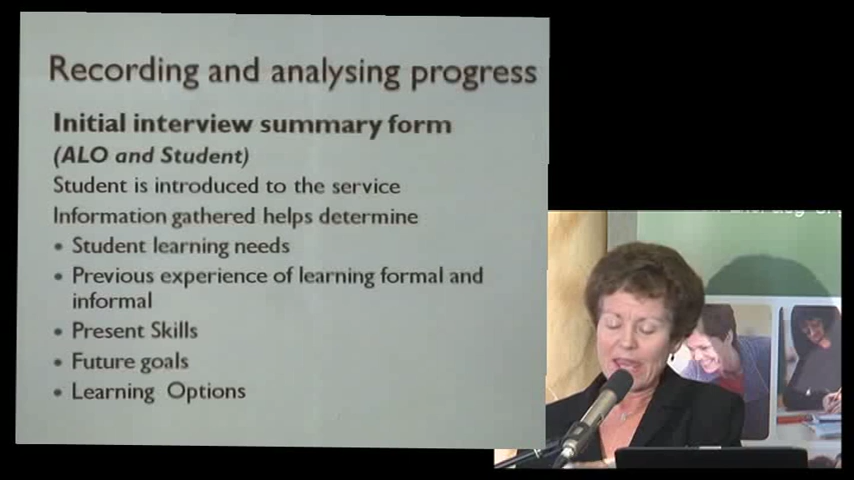 Recording and analysing progress
Initial interview summary form
(ALO and Student)
Student is introduced to the service
Information gathered helps determine
• Student learning needs
• Previous experience of learning formal and
informal
• Present Skills
• Future goals
• Learning Options